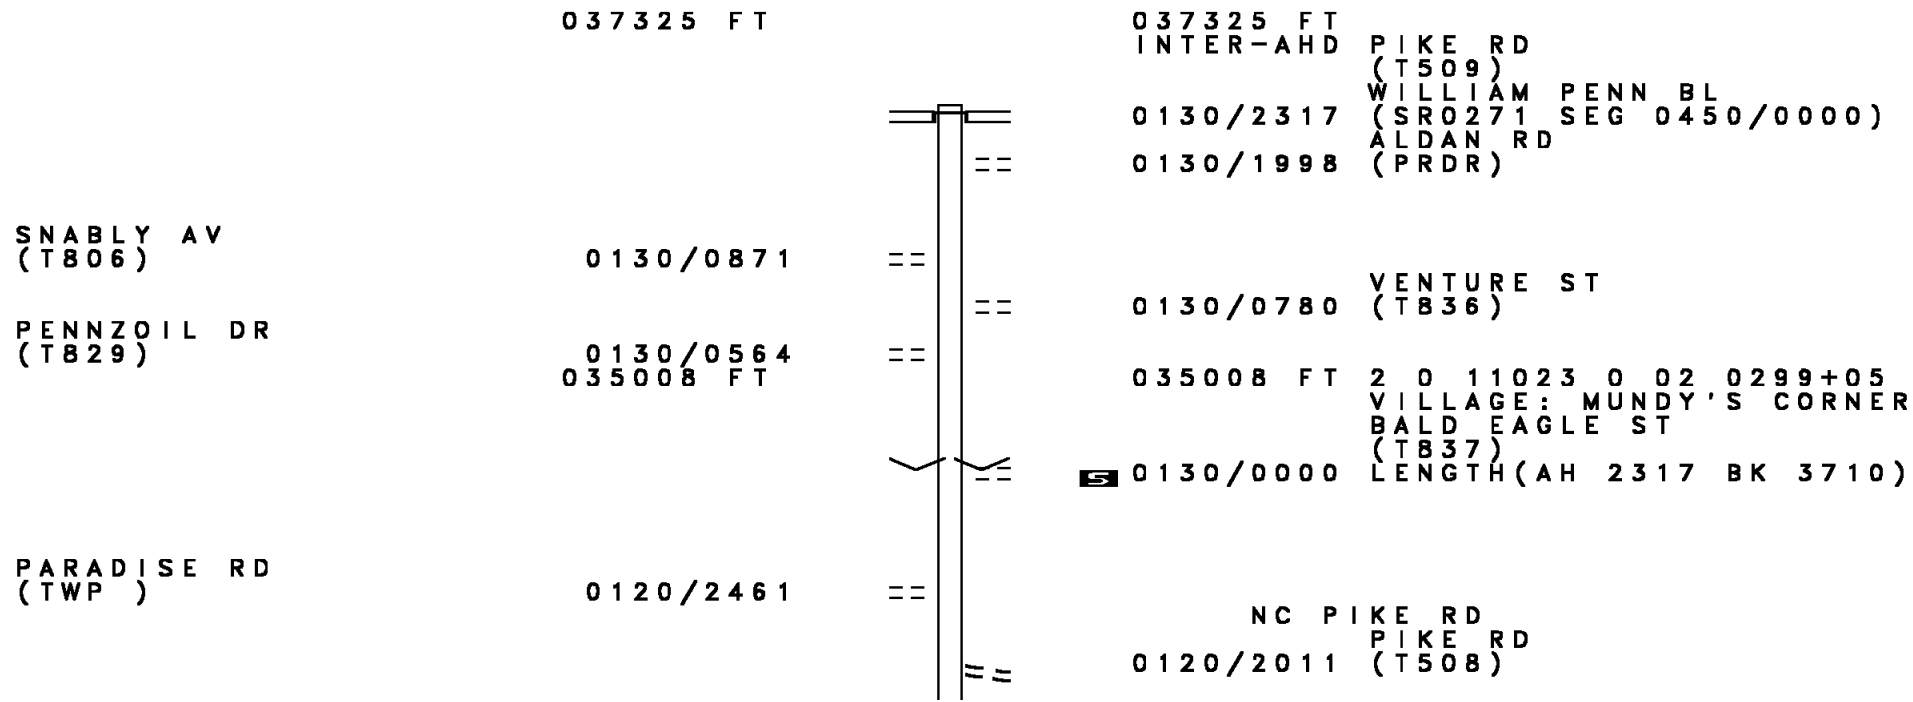 037325 FT 037325 FT
INTER-AHD PIKE RD
(T509)
WILLIAM PENN BL
0130/2317 (SR0271 SEG 0450/0000)
ALDAN RD
0130/1998 (PRDR)
SNABLY AV
(T806) 0130/0871
VENTURE ST
0130/0780 (T836)
PENNZOIL DR
(T829) 0130/0564
035008 FT 035008 FT 2 0 11023 0 02 0299+05
VILLAGE: MUNDY'S CORNER
BALD EAGLE ST
(T837)
S 0130/0000 LENGTH(AH 2317 BK 3710)
PARADISE RD
(TWP ) 0120/2461
NC PIKE RD
PIKE RD
0120/2011 (T508)